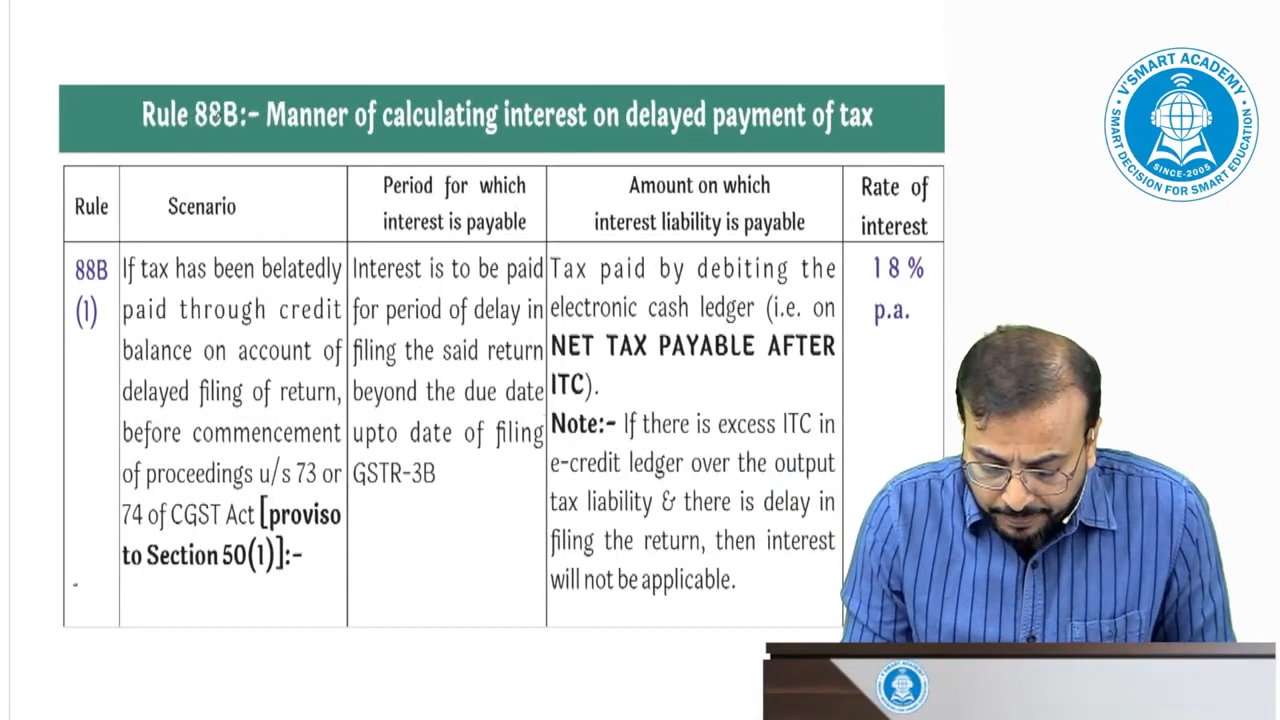 Rule 88B:- Manner of calculating interest on delayed payment of tax
Rule
Scenario
Period for which
interest is payable
Amount on which
interest liability is payable
Rate of
interest
88B
(1)
If tax has been belatedly
paid through credit
balance on account of
delayed filing of return,
before commencement
of proceedings u/s 73 or
74 of CGST Act [proviso
to Section 50(1)]:-
Interest is to be paid
for period of delay in
filing the said return
beyond the due date
upto date of filing
GSTR-3B
Tax paid by debiting the
electronic cash ledger (i.e. on
NET TAX PAYABLE AFTER
ITC).
Note:- If there is excess ITC in
e-credit ledger over the output
tax liability & there is delay in
filing the return, then interest
will not be applicable.
18%
p.a.
V'SMART ACADEMY
SINCE-2005
SMART DECISION FOR SMART EDUCATION